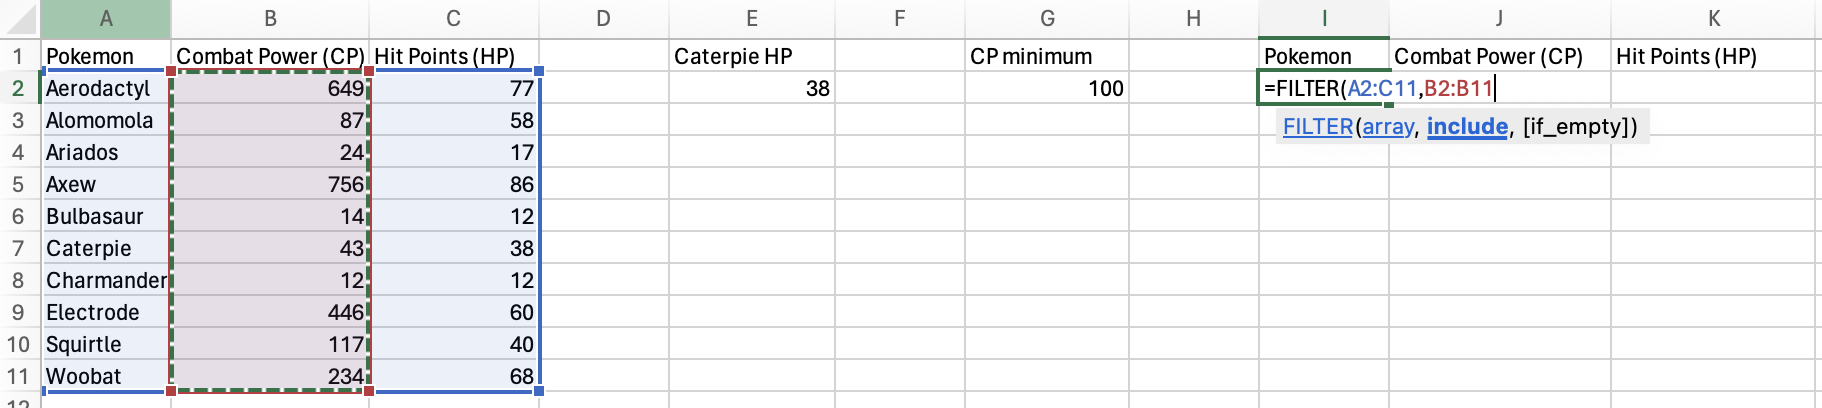 A B C D E F G H I J K
1 Pokemon Combat Power (CP) Hit Points (HP) Caterpie HP CP minimum Pokemon Combat Power (CP) Hit Points (HP)
2 Aerodactyl 649 77 38 100 =FILTER(A2:C11,B2:B11
3 Alomomola 87 58 FILTER(array, include, [if_empty])
4 Ariados 24 17
5 Axew 756 86
6 Bulbasaur 14 12
7 Caterpie 43 38
8 Charmander 12 12
9 Electrode 446 60
10 Squirtle 117 40
11 Woobat 234 68
12